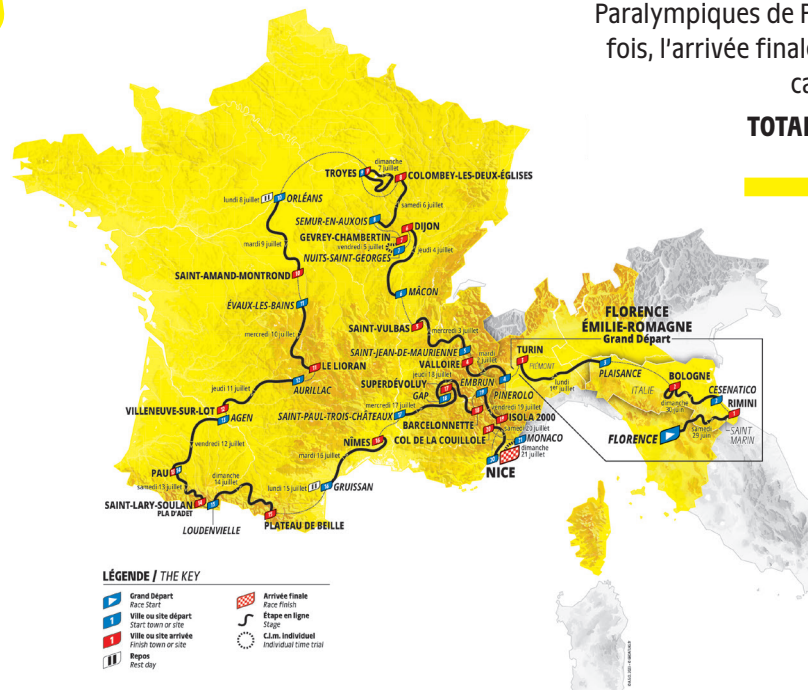 Paralympiques de P
fois, l'arrivée finale
ca
TOTAL
TROYES
dimanche
7 juillet
COLOMBEY-LES-DEUX-ÉGLISES
lundi 8 juillet
ORLÉANS
samedi 6 juillet
SEMUR-EN-AUXOIS
DIJON
GEVREY-CHAMBERTIN
vendredi 5 juillet
jeudi 4 juillet
NUITS-SAINT-GEORGES
mardi 9 juillet
SAINT-AMAND-MONTROND
MÂCON
ÉVAUX-LES-BAINS
SAINT-VULBAS
mercredi 3 juillet
mercredi 10 juillet
SAINT-JEAN-DE-MAURIENNE
mardi
2 juillet
VALLOIRE
LE LIORAN
jeudi 18 juillet
SUPERDÉVOLUY
EMBRUN
PINEROLO
GAP
jeudi 11 juillet
AURILLAC
mercredi 17 juillet
VILLENEUVE-SUR-LOT
AGEN
SAINT-PAUL-TROIS-CHÂTEAUX
vendredi 19 juillet
ISOLA 2000
BARCELONNETTE
samedi 20 juillet
COL DE LA COUILLOLE
MONACO
NÎMES
vendredi 12 juillet
mardi 16 juillet
dimanche
21 juillet
NICE
PAU
dimanche
14 juillet
samedi 13 juillet
lundi 15 juillet
GRUISSAN
SAINT-LARY-SOULAN
PLA D'ADET
LOUDENVIELLE
PLATEAU DE BEILLE
FLORENCE
ÉMILIE-ROMAGNE
Grand Départ
TURIN
PIÉMONT
PLAISANCE
lundi
1er juillet
BOLOGNE
ITALIE
CESENATICO
dimanche
30 juin
RIMINI
samedi
29 juin
SAINT
MARIN
FLORENCE
LÉGENDE / THE KEY
Grand Départ
Race Start
Arrivée finale
Race finish
1
Ville ou site départ
Start town or site
Étape en ligne
Stage
1
Ville ou site arrivée
Finish town or site
C.l.m. individuel
Individual time trial
Repos
Rest day